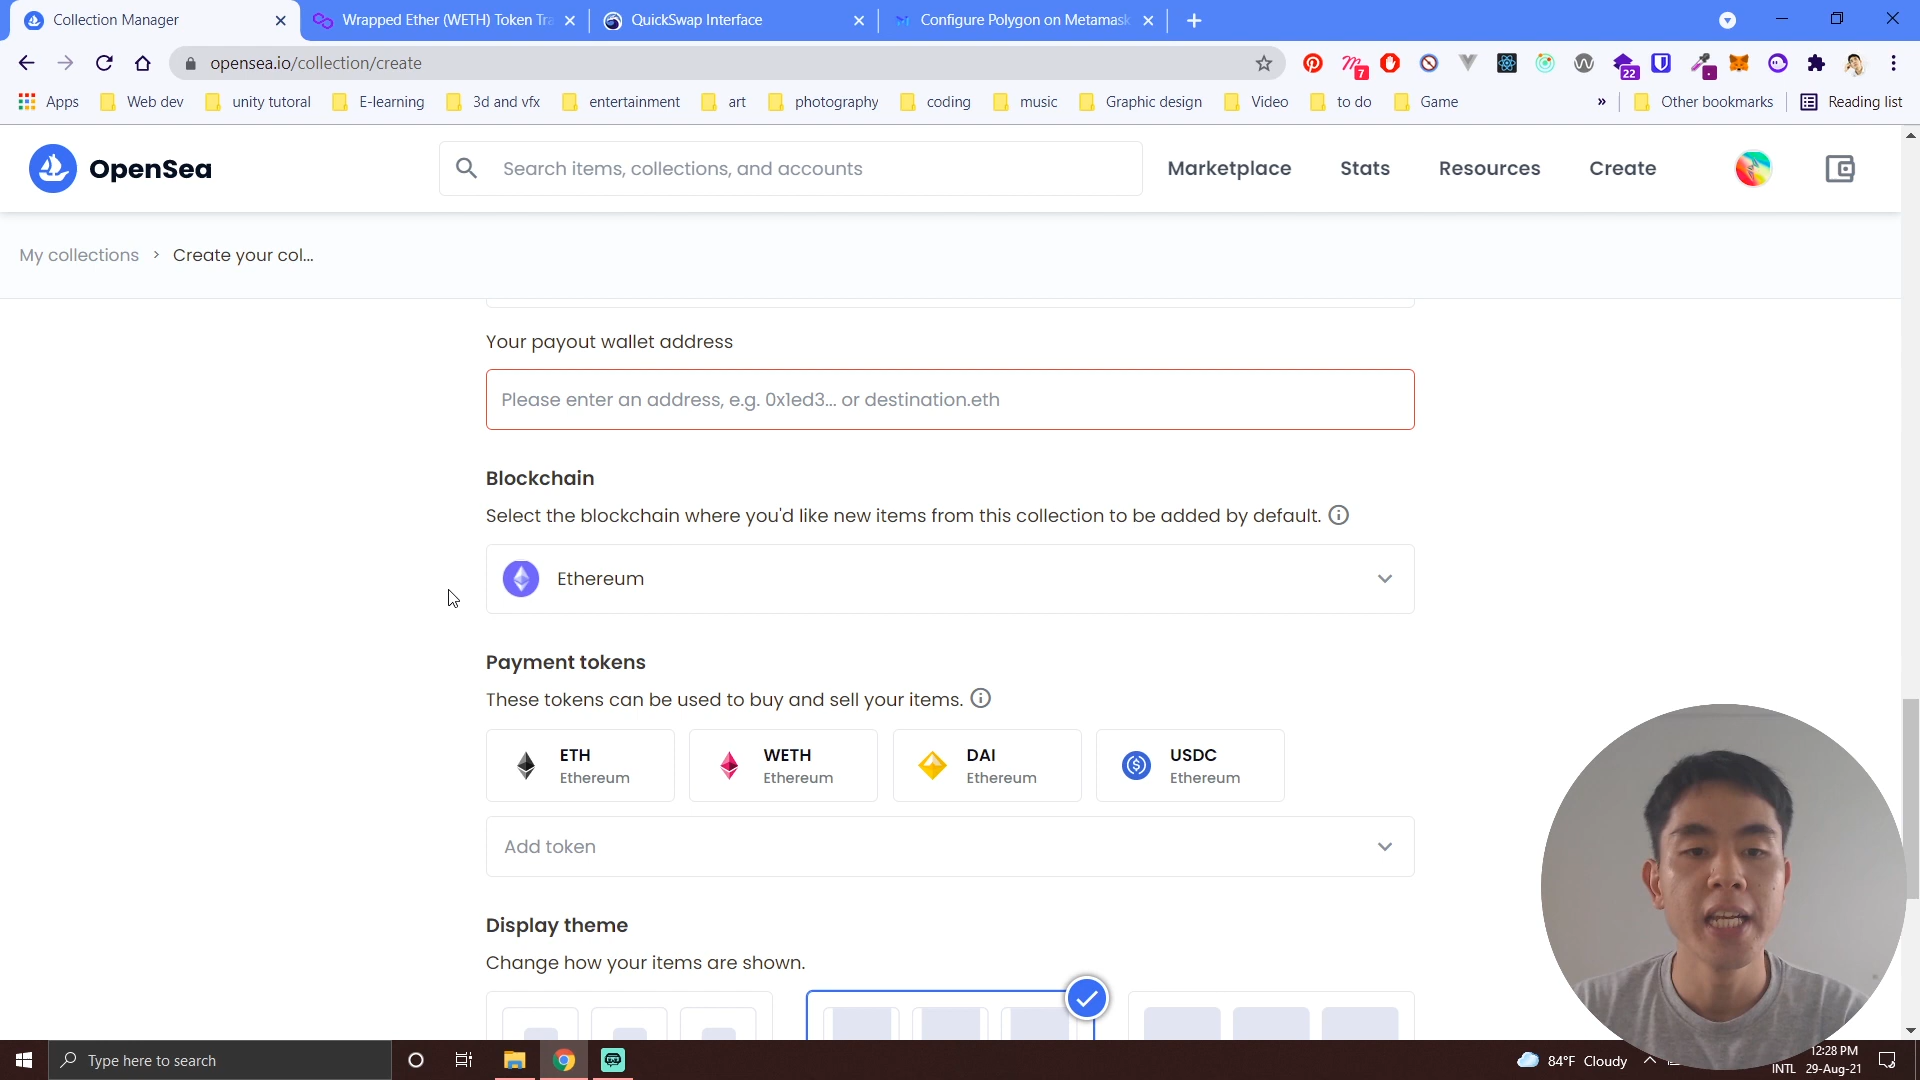 Collection Manager
Wrapped Ether (WETH) Token Tra
QuickSwap Interface
Configure Polygon on Metamask
opensea.io/collection/create
7
22
Apps
Web dev
unity tutoral
E-learning
3d and vfx
entertainment
art
photography
coding
music
Graphic design
Video
to do
Game
»
Other bookmarks
Reading list
OpenSea
Search items, collections, and accounts
Marketplace
Stats
Resources
Create
My collections > Create your col...
Your payout wallet address
Please enter an address, e.g. 0x1ed3... or destination.eth
Blockchain
Select the blockchain where you'd like new items from this collection to be added by default.
Ethereum
Payment tokens
These tokens can be used to buy and sell your items.
ETH
Ethereum
WETH
Ethereum
DAI
Ethereum
USDC
Ethereum
Add token
Display theme
Change how your items are shown.
Type here to search
84°F Cloudy
INTL
12:28 PM
29-Aug-21